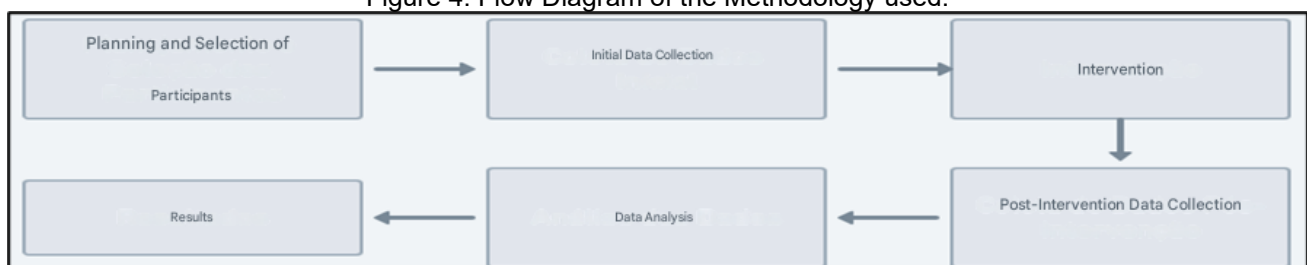 Figure 4. Flow Diagram of the Methodology used.
Planning and Selection of
Participants
Initial Data Collection
Intervention
Post-Intervention Data Collection
Data Analysis
Results